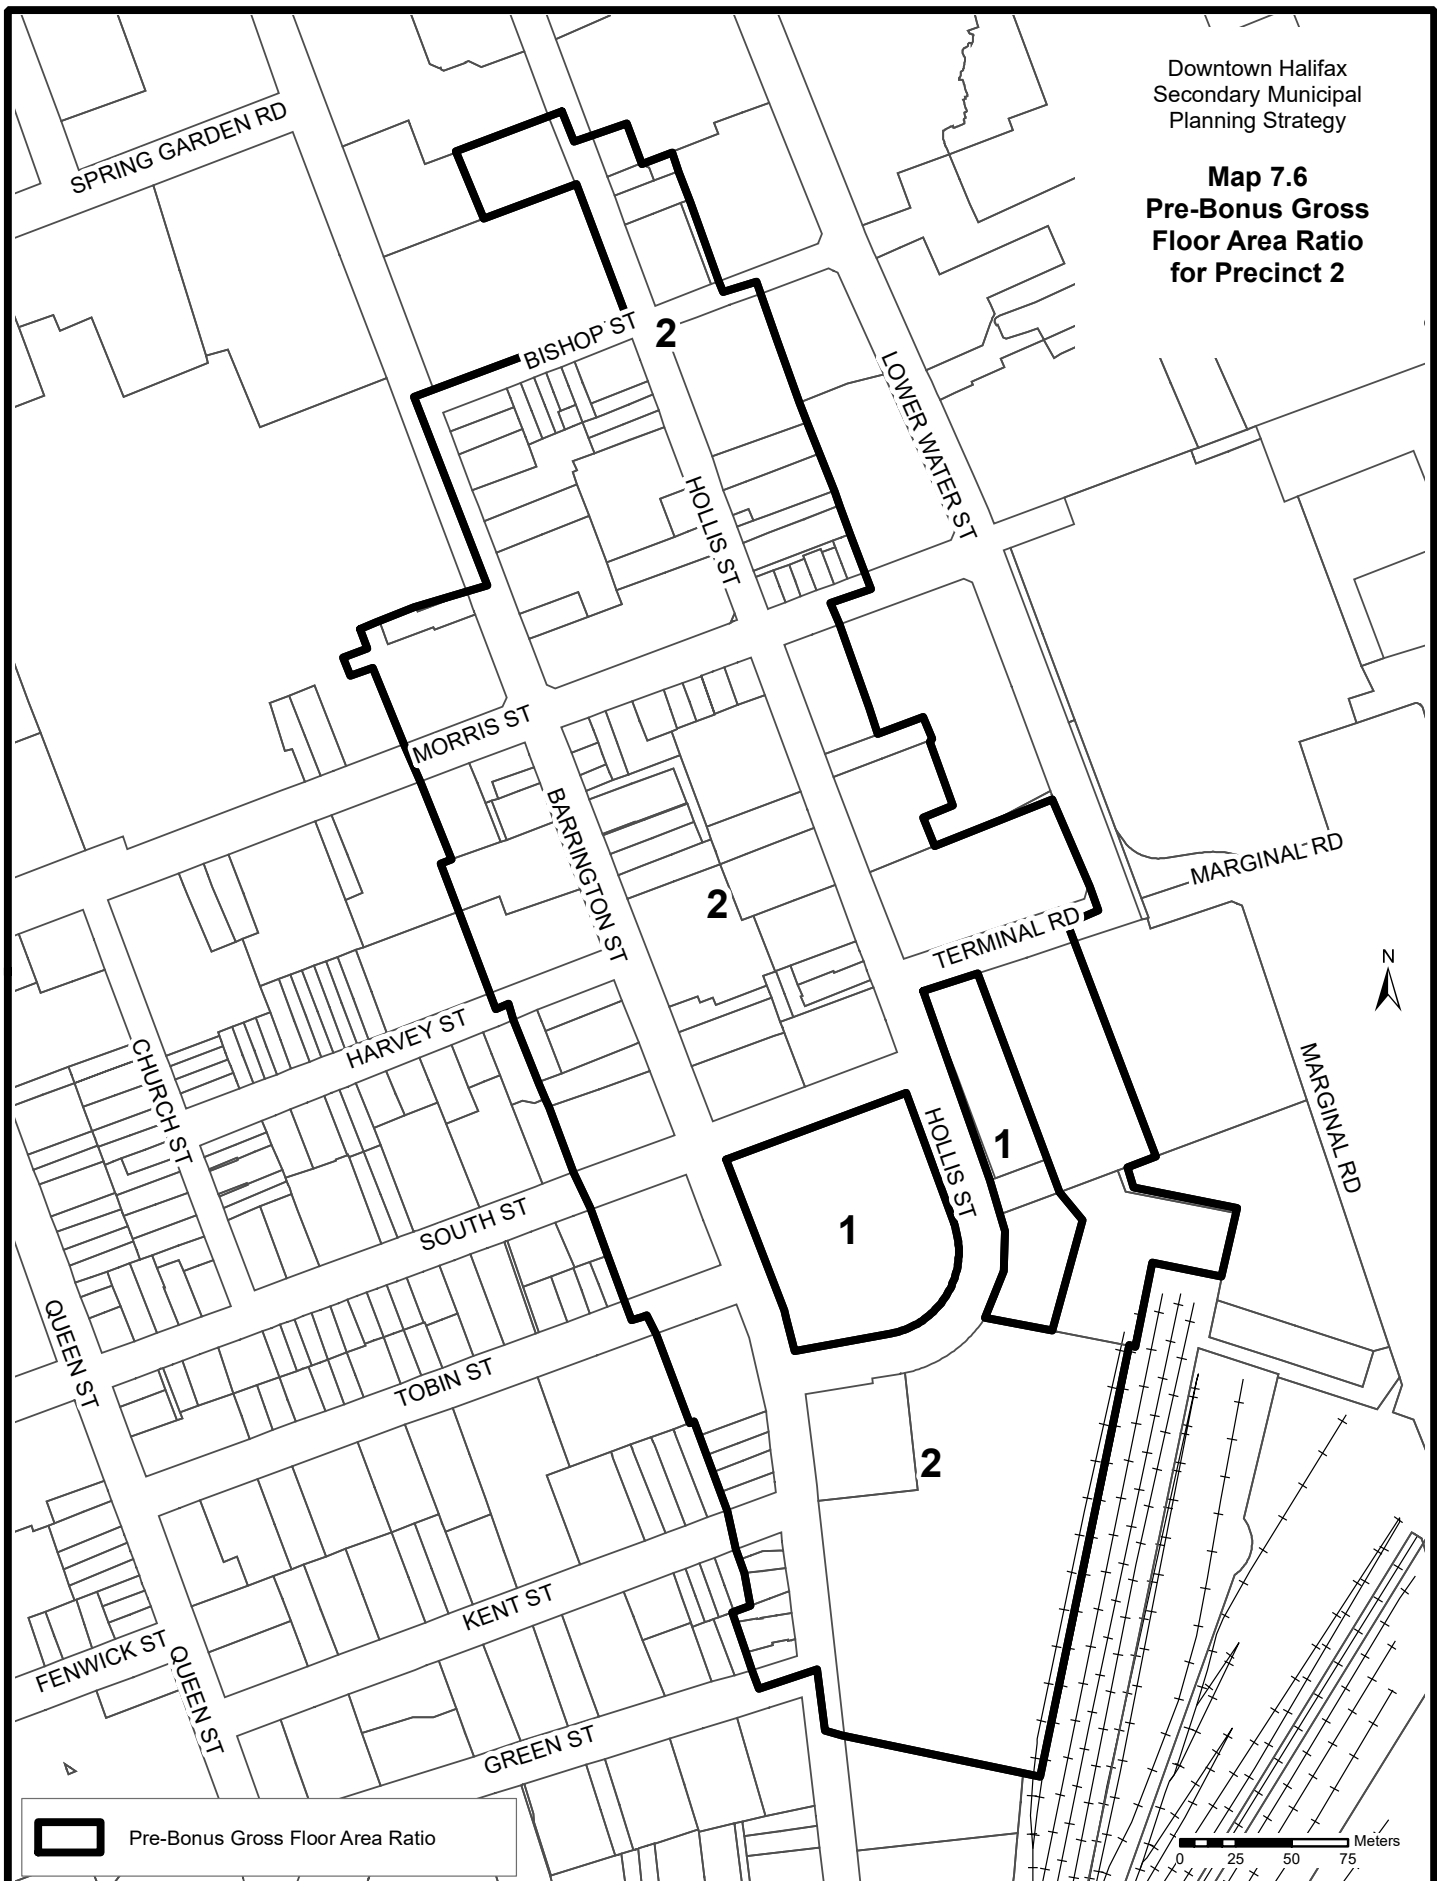 Downtown Halifax
Secondary Municipal
Planning Strategy
Map 7.6
Pre-Bonus Gross
Floor Area Ratio
for Precinct 2
SPRING GARDEN RD
BISHOP ST
2
LOWER WATER ST
HOLLIS ST
MORRIS ST
BARRINGTON ST
MARGINAL RD
2
TERMINAL RD
N
HARVEY ST
CHURCH ST
MARGINAL RD
HOLLIS ST
1
1
SOUTH ST
QUEEN ST
TOBIN ST
2
KENT ST
FENWICK ST
QUEEN ST
GREEN ST
Pre-Bonus Gross Floor Area Ratio
Meters
0 25 50 75